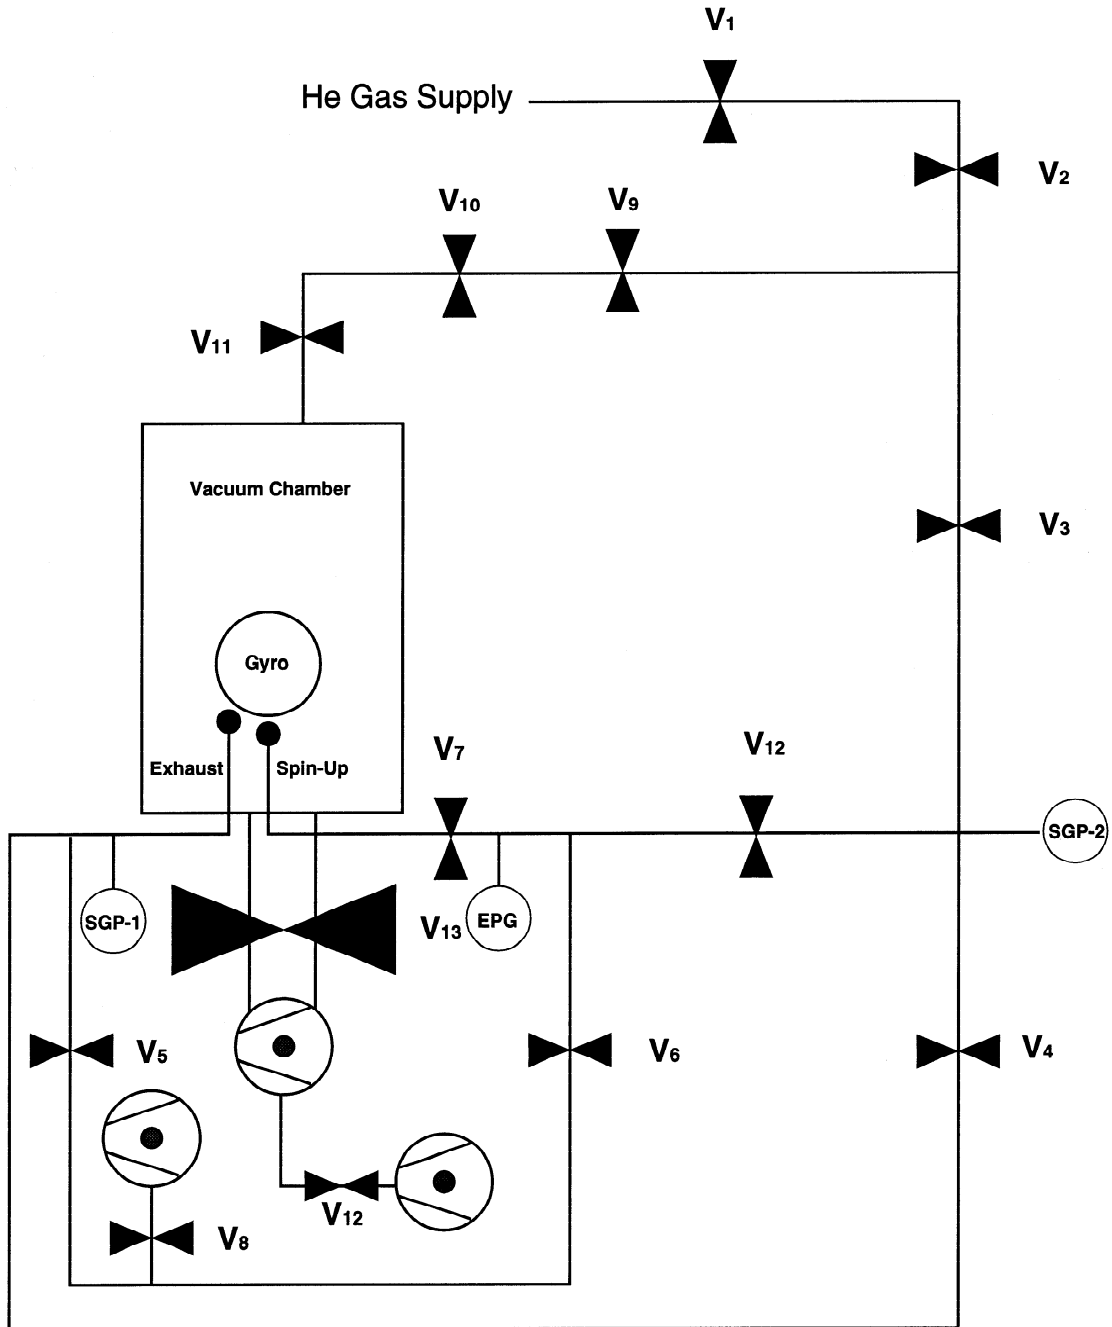 V1
He Gas Supply
V2
V10
V9
V11
Vacuum Chamber
V3
Gyro
V7
V12
Exhaust
Spin-Up
SGP-2
SGP-1
V13
EPG
V5
V6
V4
V12
V8